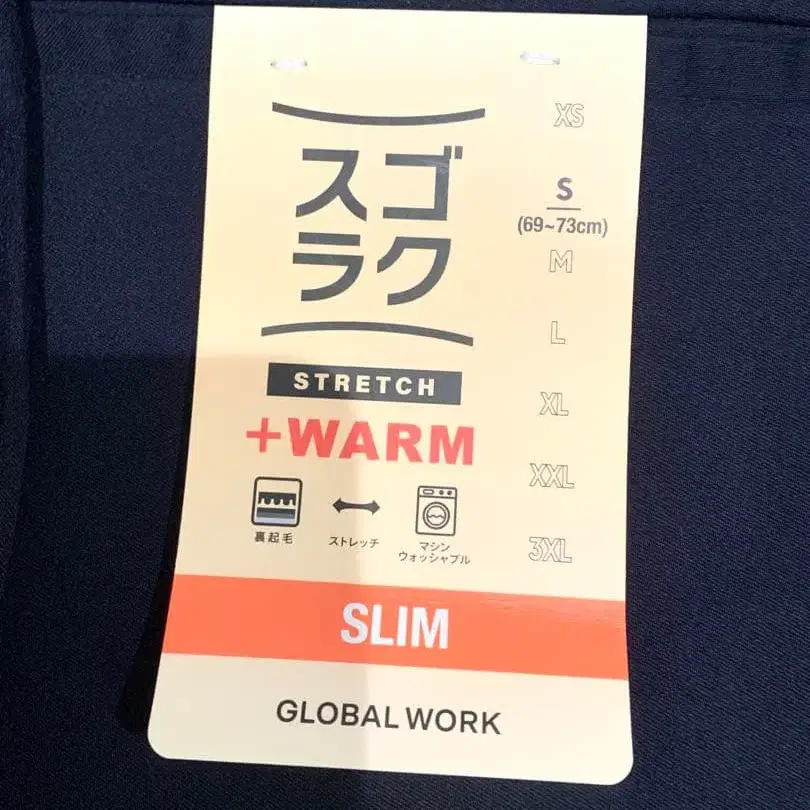 スゴ
ラク
STRETCH
+WARM
裏起毛
ストレッチ
マシン
ウォッシャブル
XS
S
(69~73cm)
M
L
XL
XXL
3XL
SLIM
GLOBAL WORK